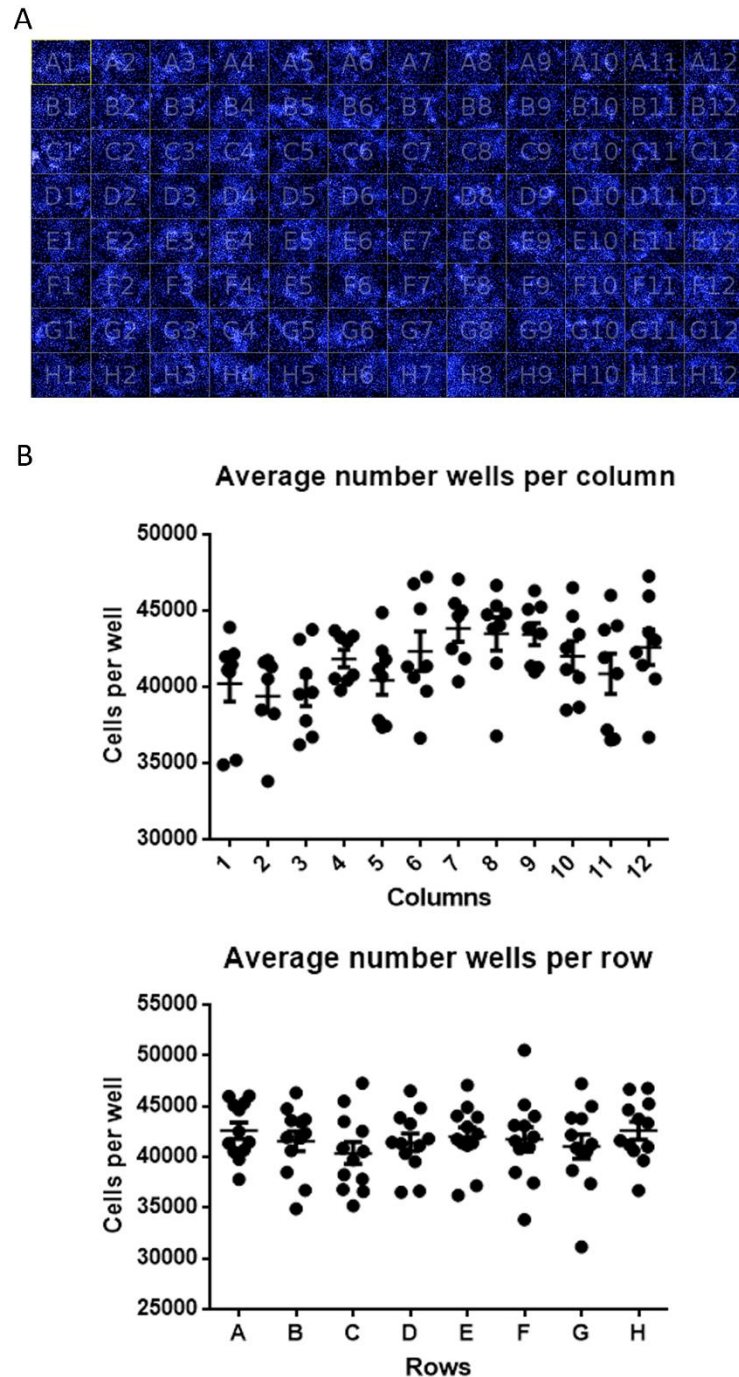 A
A1 A2 A3 A4 A5 A6 A7 A8 A9 A10 A11 A12
B1 B2 B3 B4 B5 B6 B7 B8 B9 B10 B11 B12
C1 C2 C3 C4 C5 C6 C7 C8 C9 C10 C11 C12
D1 D2 D3 D4 D5 D6 D7 D8 D9 D10 D11 D12
E1 E2 E3 E4 E5 E6 E7 E8 E9 E10 E11 E12
F1 F2 F3 F4 F5 F6 F7 F8 F9 F10 F11 F12
G1 G2 G3 G4 G5 G6 G7 G8 G9 G10 G11 G12
H1 H2 H3 H4 H5 H6 H7 H8 H9 H10 H11 H12
B
Average number wells per column
50000
45000
40000
35000
30000
Cells per well
1 2 3 4 5 6 7 8 9 10 11 12
Columns
Average number wells per row
55000
50000
45000
40000
35000
30000
25000
Cells per well
A B C D E F G H
Rows